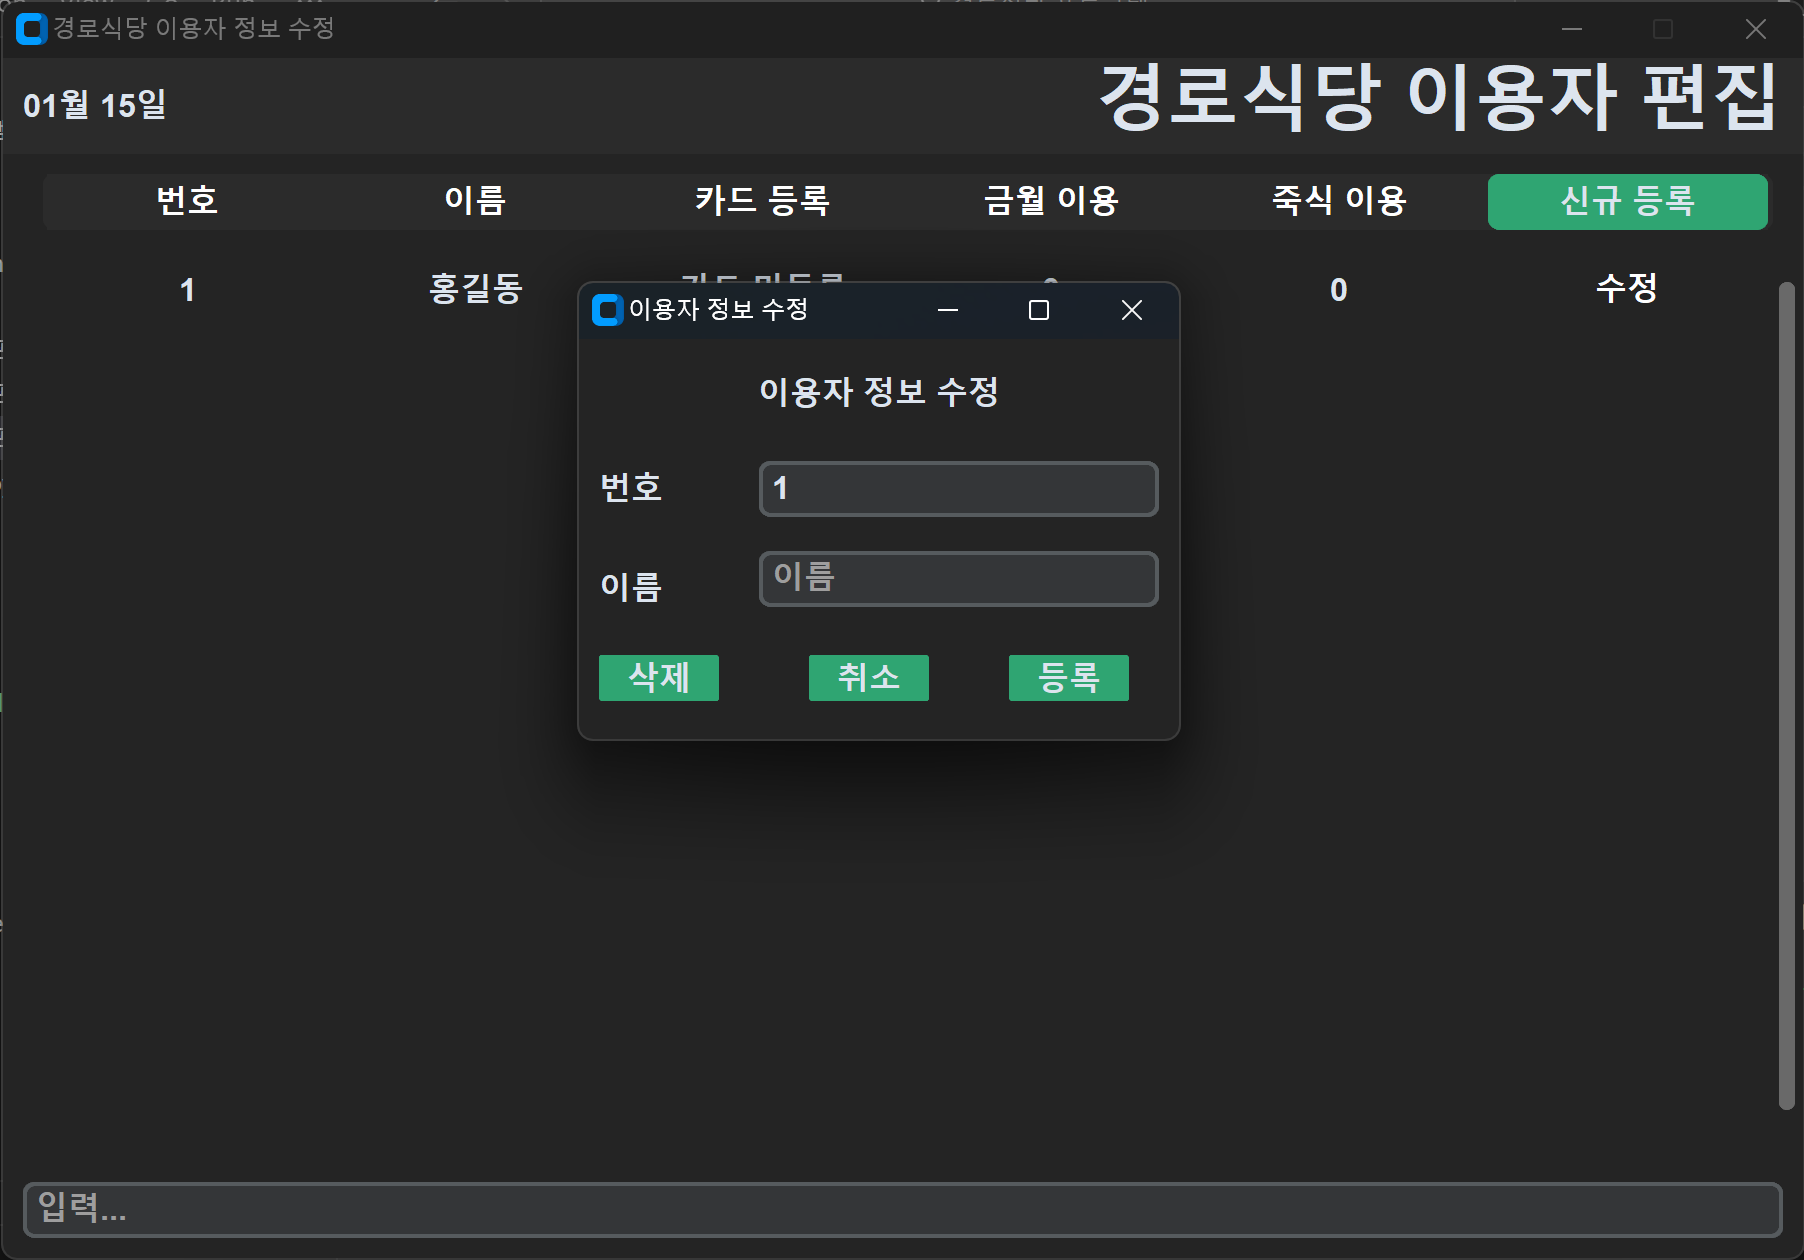 경로식당 이용자 정보 수정
01월 15일
경로식당 이용자 편집
번호 이름 카드 등록 금월 이용 죽식 이용 신규 등록
1 홍길동 0 수정
이용자 정보 수정
이용자 정보 수정
번호 1
이름 이름
삭제 취소 등록
입력...